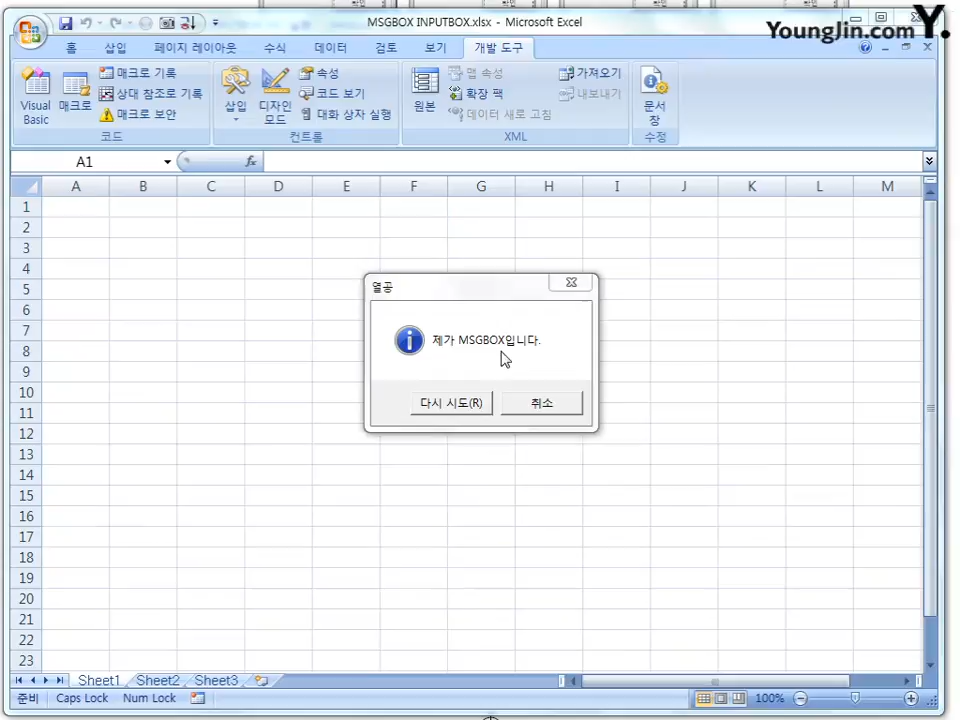 MSGBOX INPUTBOX.xlsx - Microsoft Excel
YoungJin.com Y.
홈 삽입 페이지 레이아웃 수식 데이터 검토 보기 개발 도구
Visual Basic
매크로
매크로 기록
상대 참조로 기록
매크로 보안
코드
삽입
디자인 모드
속성
코드 보기
대화 상자 실행
컨트롤
원본
맵 속성
확장 팩
데이터 새로 고침
가져오기
내보내기
XML
문서 창
수정
A1 fx
A B C D E F G H I J K L M
1
2
3
4
5
6
7
8
9
10
11
12
13
14
15
16
17
18
19
20
21
22
23
열공
제가 MSGBOX입니다.
다시 시도(R) 취소
Sheet1 Sheet2 Sheet3
준비 Caps Lock Num Lock 100%